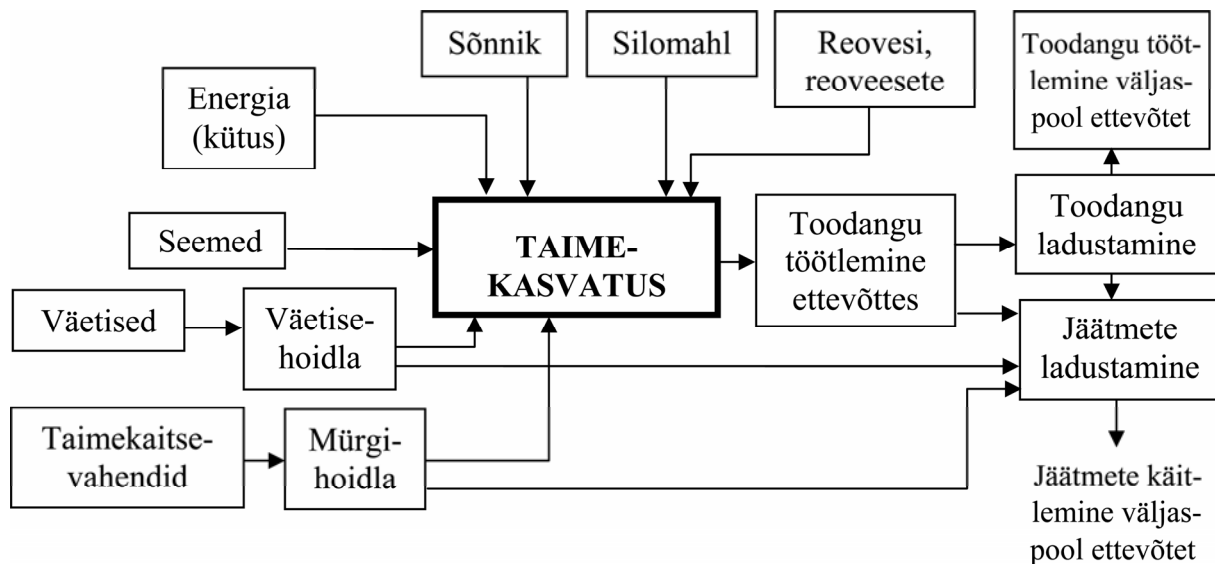 Sõnnik
Silomahl
Reovesi,
reoveesete
Toodangu tööt-
lemine väljas-
pool ettevõtet
Energia
(kütus)
Seemed
TAIME-
KASVATUS
Toodangu
töötlemine
ettevõttes
Toodangu
ladustamine
Väetised
Väetise-
hoidla
Jäätmete
ladustamine
Taimekaitse-
vahendid
Mürgi-
hoidla
Jäätmete käit-
lemine väljas-
pool ettevõtet